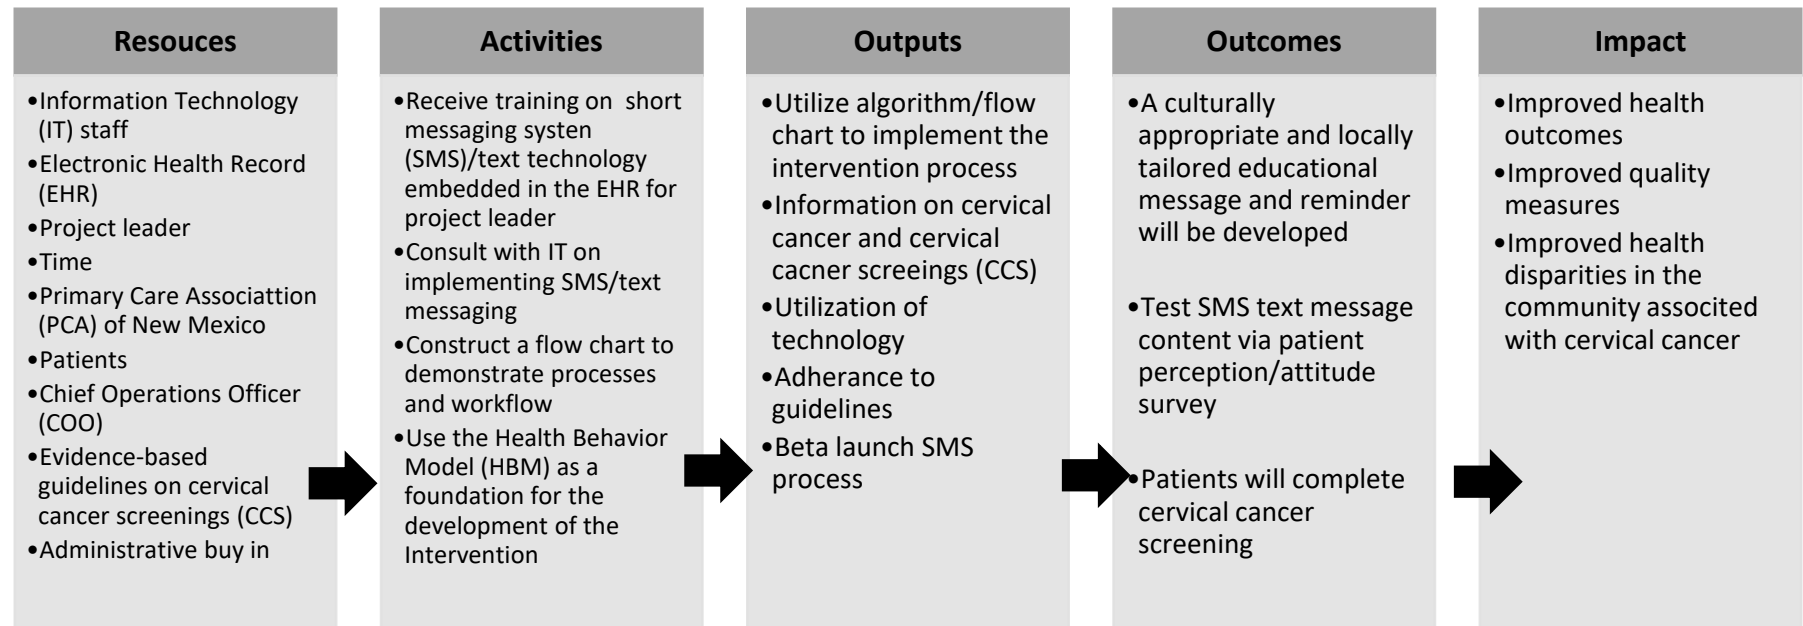 Resouces
•Information Technology
(IT) staff
•Electronic Health Record
(EHR)
•Project leader
•Time
•Primary Care Associattion
(PCA) of New Mexico
•Patients
•Chief Operations Officer
(COO)
•Evidence-based
guidelines on cervical
cancer screenings (CCS)
•Administrative buy in
Activities
•Receive training on short
messaging systen
(SMS)/text technology
embedded in the EHR for
project leader
•Consult with IT on
implementing SMS/text
messaging
•Construct a flow chart to
demonstrate processes
and workflow
•Use the Health Behavior
Model (HBM) as a
foundation for the
development of the
Intervention
Outputs
•Utilize algorithm/flow
chart to implement the
intervention process
•Information on cervical
cancer and cervical
cacner screeings (CCS)
•Utilization of
technology
•Adherance to
guidelines
•Beta launch SMS
process
Outcomes
•A culturally
appropriate and locally
tailored educational
message and reminder
will be developed
•Test SMS text message
content via patient
perception/attitude
survey
•Patients will complete
cervical cancer
screening
Impact
•Improved health
outcomes
•Improved quality
measures
•Improved health
disparities in the
community associted
with cervical cancer